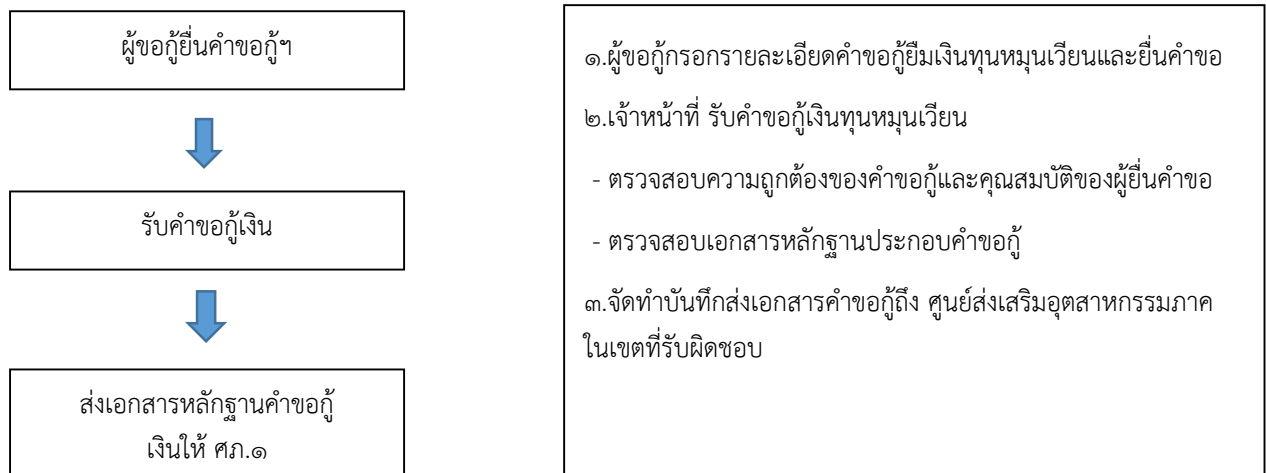 ผู้ขอกู้ยื่นคำขอกู้ฯ
รับคำขอกู้เงิน
ส่งเอกสารหลักฐานคำขอกู้
เงินให้ ศภ.๑
๑.ผู้ขอกู้กรอกรายละเอียดคำขอกู้ยืมเงินทุนหมุนเวียนและยื่นคำขอ
๒.เจ้าหน้าที่ รับคำขอกู้เงินทุนหมุนเวียน
- ตรวจสอบความถูกต้องของคำขอกู้และคุณสมบัติของผู้ยื่นคำขอ
- ตรวจสอบเอกสารหลักฐานประกอบคำขอกู้
๓.จัดทำบันทึกส่งเอกสารคำขอกู้ถึง ศูนย์ส่งเสริมอุตสาหกรรมภาค
ในเขตที่รับผิดชอบ